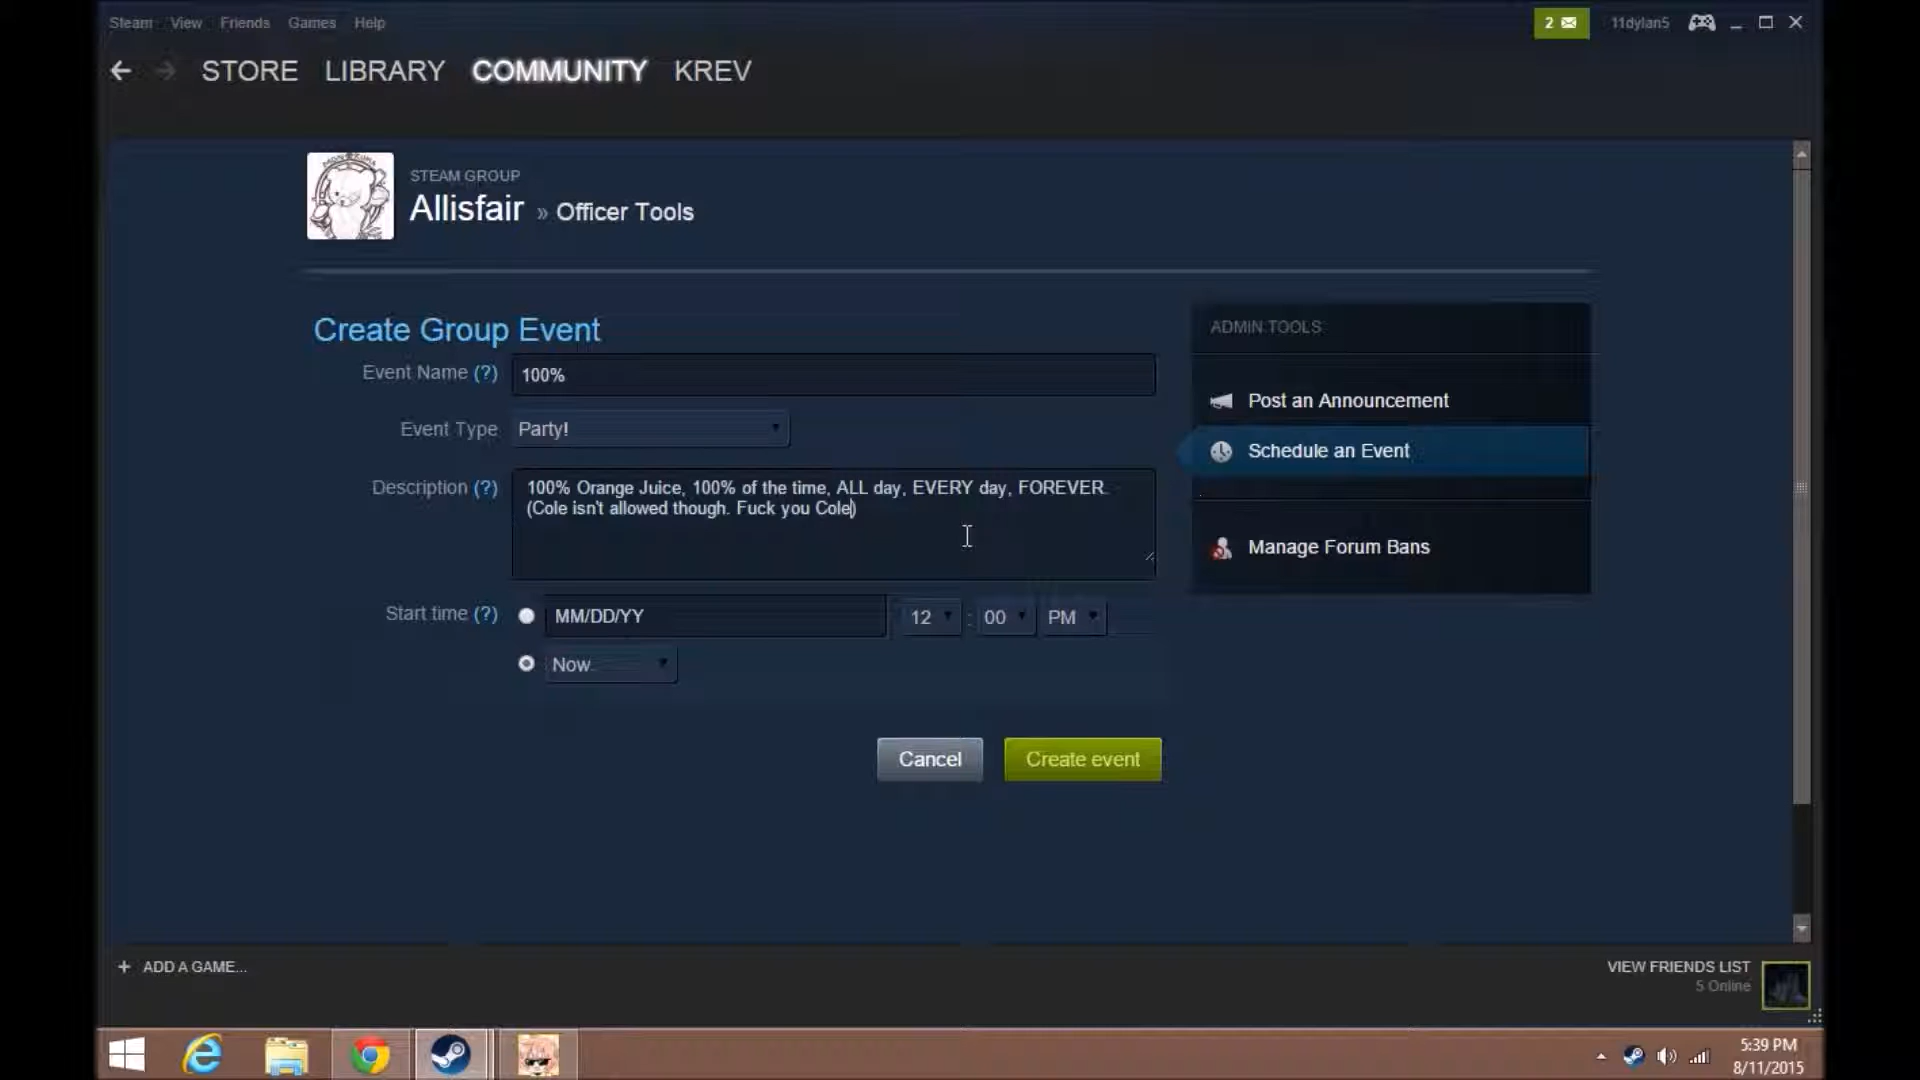 Steam View Friends Games Help
2
11dylan5
STORE LIBRARY COMMUNITY KREV
STEAM GROUP
Allisfair » Officer Tools
Create Group Event
Event Name (?) 100%
Event Type Party!
Description (?) 100% Orange Juice, 100% of the time, ALL day, EVERY day, FOREVER.
(Cole isn't allowed though. Fuck you Cole)
Start time (?) MM/DD/YY 12 : 00 PM
Now
Cancel Create event
ADMIN TOOLS
Post an Announcement
Schedule an Event
Manage Forum Bans
+ ADD A GAME...
VIEW FRIENDS LIST
5 Online
5:39 PM
8/11/2015